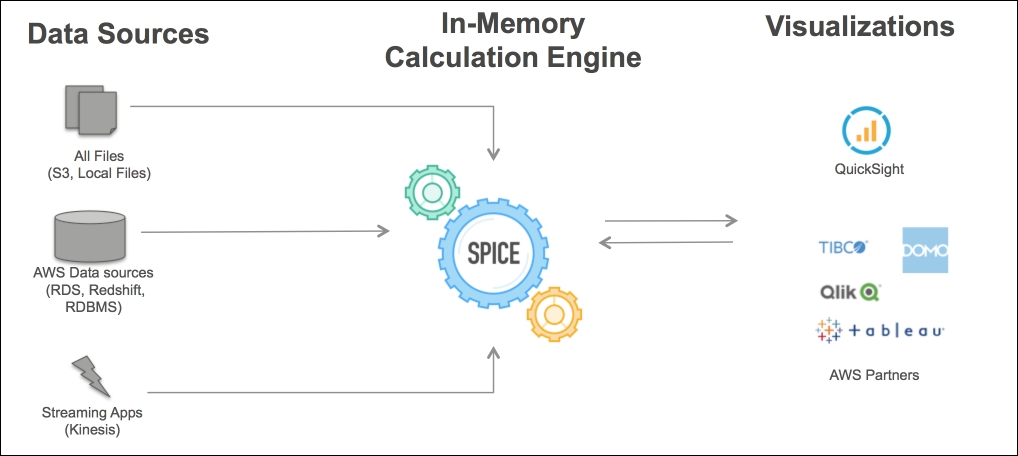 Data Sources
In-Memory
Calculation Engine
Visualizations
All Files
(S3, Local Files)
AWS Data sources
(RDS, Redshift,
RDBMS)
Streaming Apps
(Kinesis)
SPICE
QuickSight
TIBCO®
DOMO
Qlik
+ableau
AWS Partners